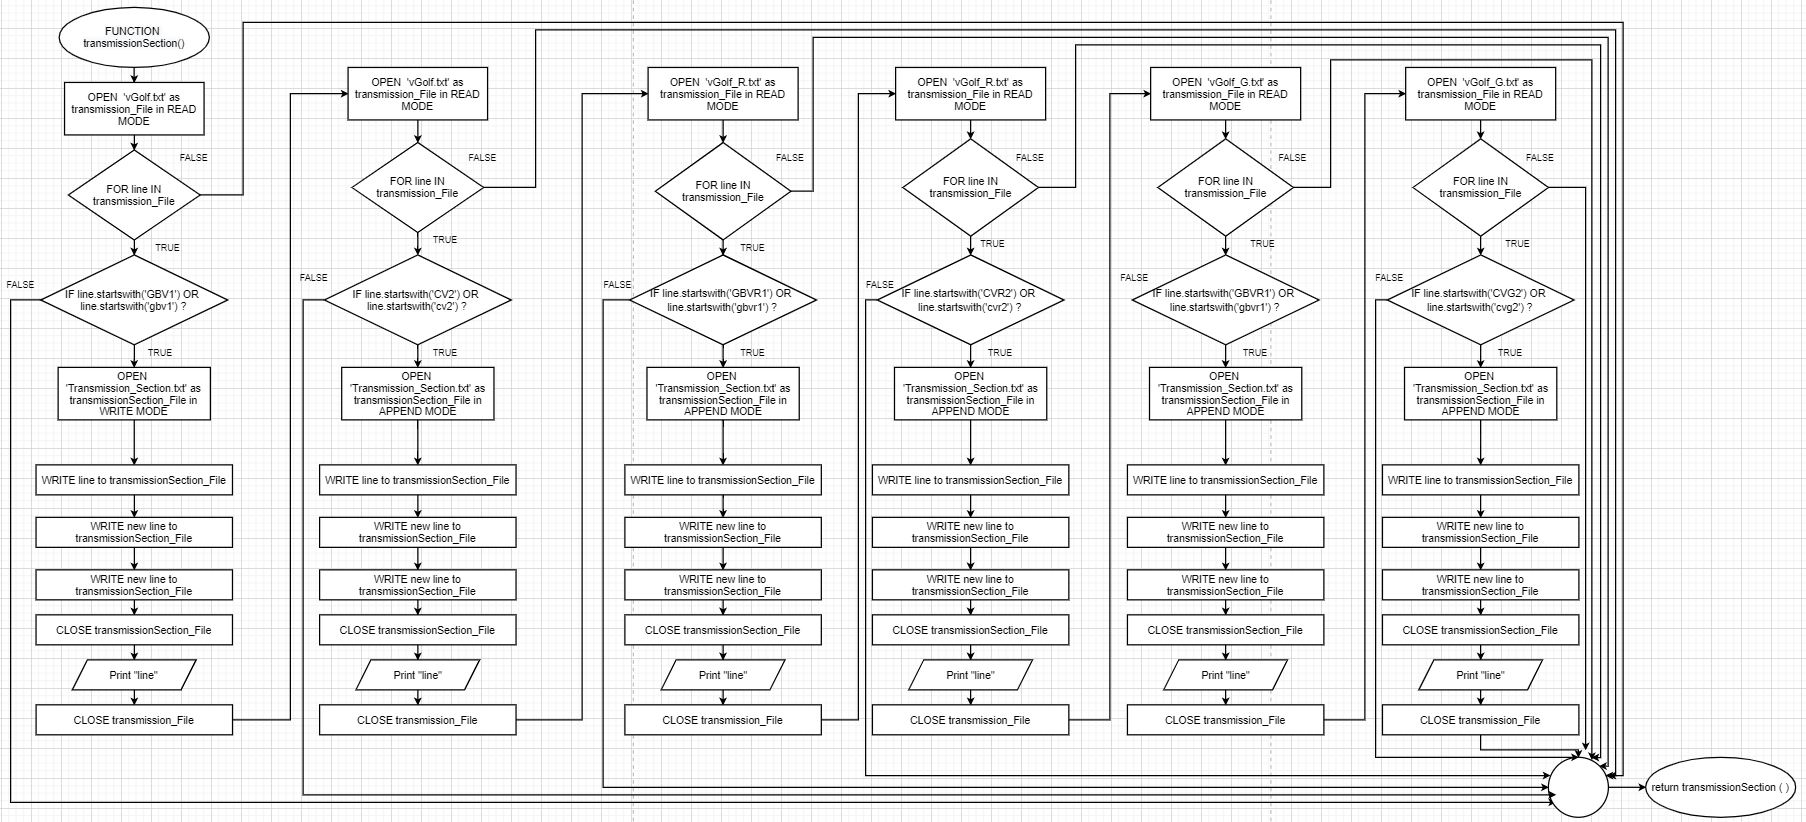 FUNCTION
transmissionSection()
OPEN 'vGolf.txt' as
transmission_File in READ
MODE
FALSE
FOR line IN
transmission_File
TRUE
FALSE
IF line.startswith('GBV1') OR
line.startswith('gbv1') ?
TRUE
OPEN
'Transmission_Section.txt' as
transmissionSection_File in
WRITE MODE
WRITE line to transmissionSection_File
WRITE new line to
transmissionSection_File
WRITE new line to
transmissionSection_File
CLOSE transmissionSection_File
Print "line"
CLOSE transmission_File
OPEN 'vGolf.txt' as
transmission_File in READ
MODE
FALSE
FOR line IN
transmission_File
TRUE
FALSE
IF line.startswith('CV2') OR
line.startswith('cv2') ?
TRUE
OPEN
'Transmission_Section.txt' as
transmissionSection_File in
APPEND MODE
WRITE line to transmissionSection_File
WRITE new line to
transmissionSection_File
WRITE new line to
transmissionSection_File
CLOSE transmissionSection_File
Print "line"
CLOSE transmission_File
OPEN 'vGolf_R.txt' as
transmission_File in READ
MODE
FALSE
FOR line IN
transmission_File
TRUE
FALSE
IF line.startswith('GBVR1') OR
line.startswith('gbvr1') ?
TRUE
OPEN
'Transmission_Section.txt' as
transmissionSection_File in
APPEND MODE
WRITE line to transmissionSection_File
WRITE new line to
transmissionSection_File
WRITE new line to
transmissionSection_File
CLOSE transmissionSection_File
Print "line"
CLOSE transmission_File
OPEN 'vGolf_R.txt' as
transmission_File in READ
MODE
FALSE
FOR line IN
transmission_File
TRUE
FALSE
IF line.startswith('CVR2') OR
line.startswith('cvr2') ?
TRUE
OPEN
'Transmission_Section.txt' as
transmissionSection_File in
APPEND MODE
WRITE line to transmissionSection_File
WRITE new line to
transmissionSection_File
WRITE new line to
transmissionSection_File
CLOSE transmissionSection_File
Print "line"
CLOSE transmission_File
OPEN 'vGolf_G.txt' as
transmission_File in READ
MODE
FALSE
FOR line IN
transmission_File
TRUE
FALSE
IF line.startswith('GBVR1') OR
line.startswith('gbvr1') ?
TRUE
OPEN
'Transmission_Section.txt' as
transmissionSection_File in
APPEND MODE
WRITE line to transmissionSection_File
WRITE new line to
transmissionSection_File
WRITE new line to
transmissionSection_File
CLOSE transmissionSection_File
Print "line"
CLOSE transmission_File
OPEN 'vGolf_G.txt' as
transmission_File in READ
MODE
FALSE
FOR line IN
transmission_File
TRUE
FALSE
IF line.startswith('CVG2') OR
line.startswith('cvg2') ?
TRUE
OPEN
'Transmission_Section.txt' as
transmissionSection_File in
APPEND MODE
WRITE line to transmissionSection_File
WRITE new line to
transmissionSection_File
WRITE new line to
transmissionSection_File
CLOSE transmissionSection_File
Print "line"
CLOSE transmission_File
return transmissionSection ( )